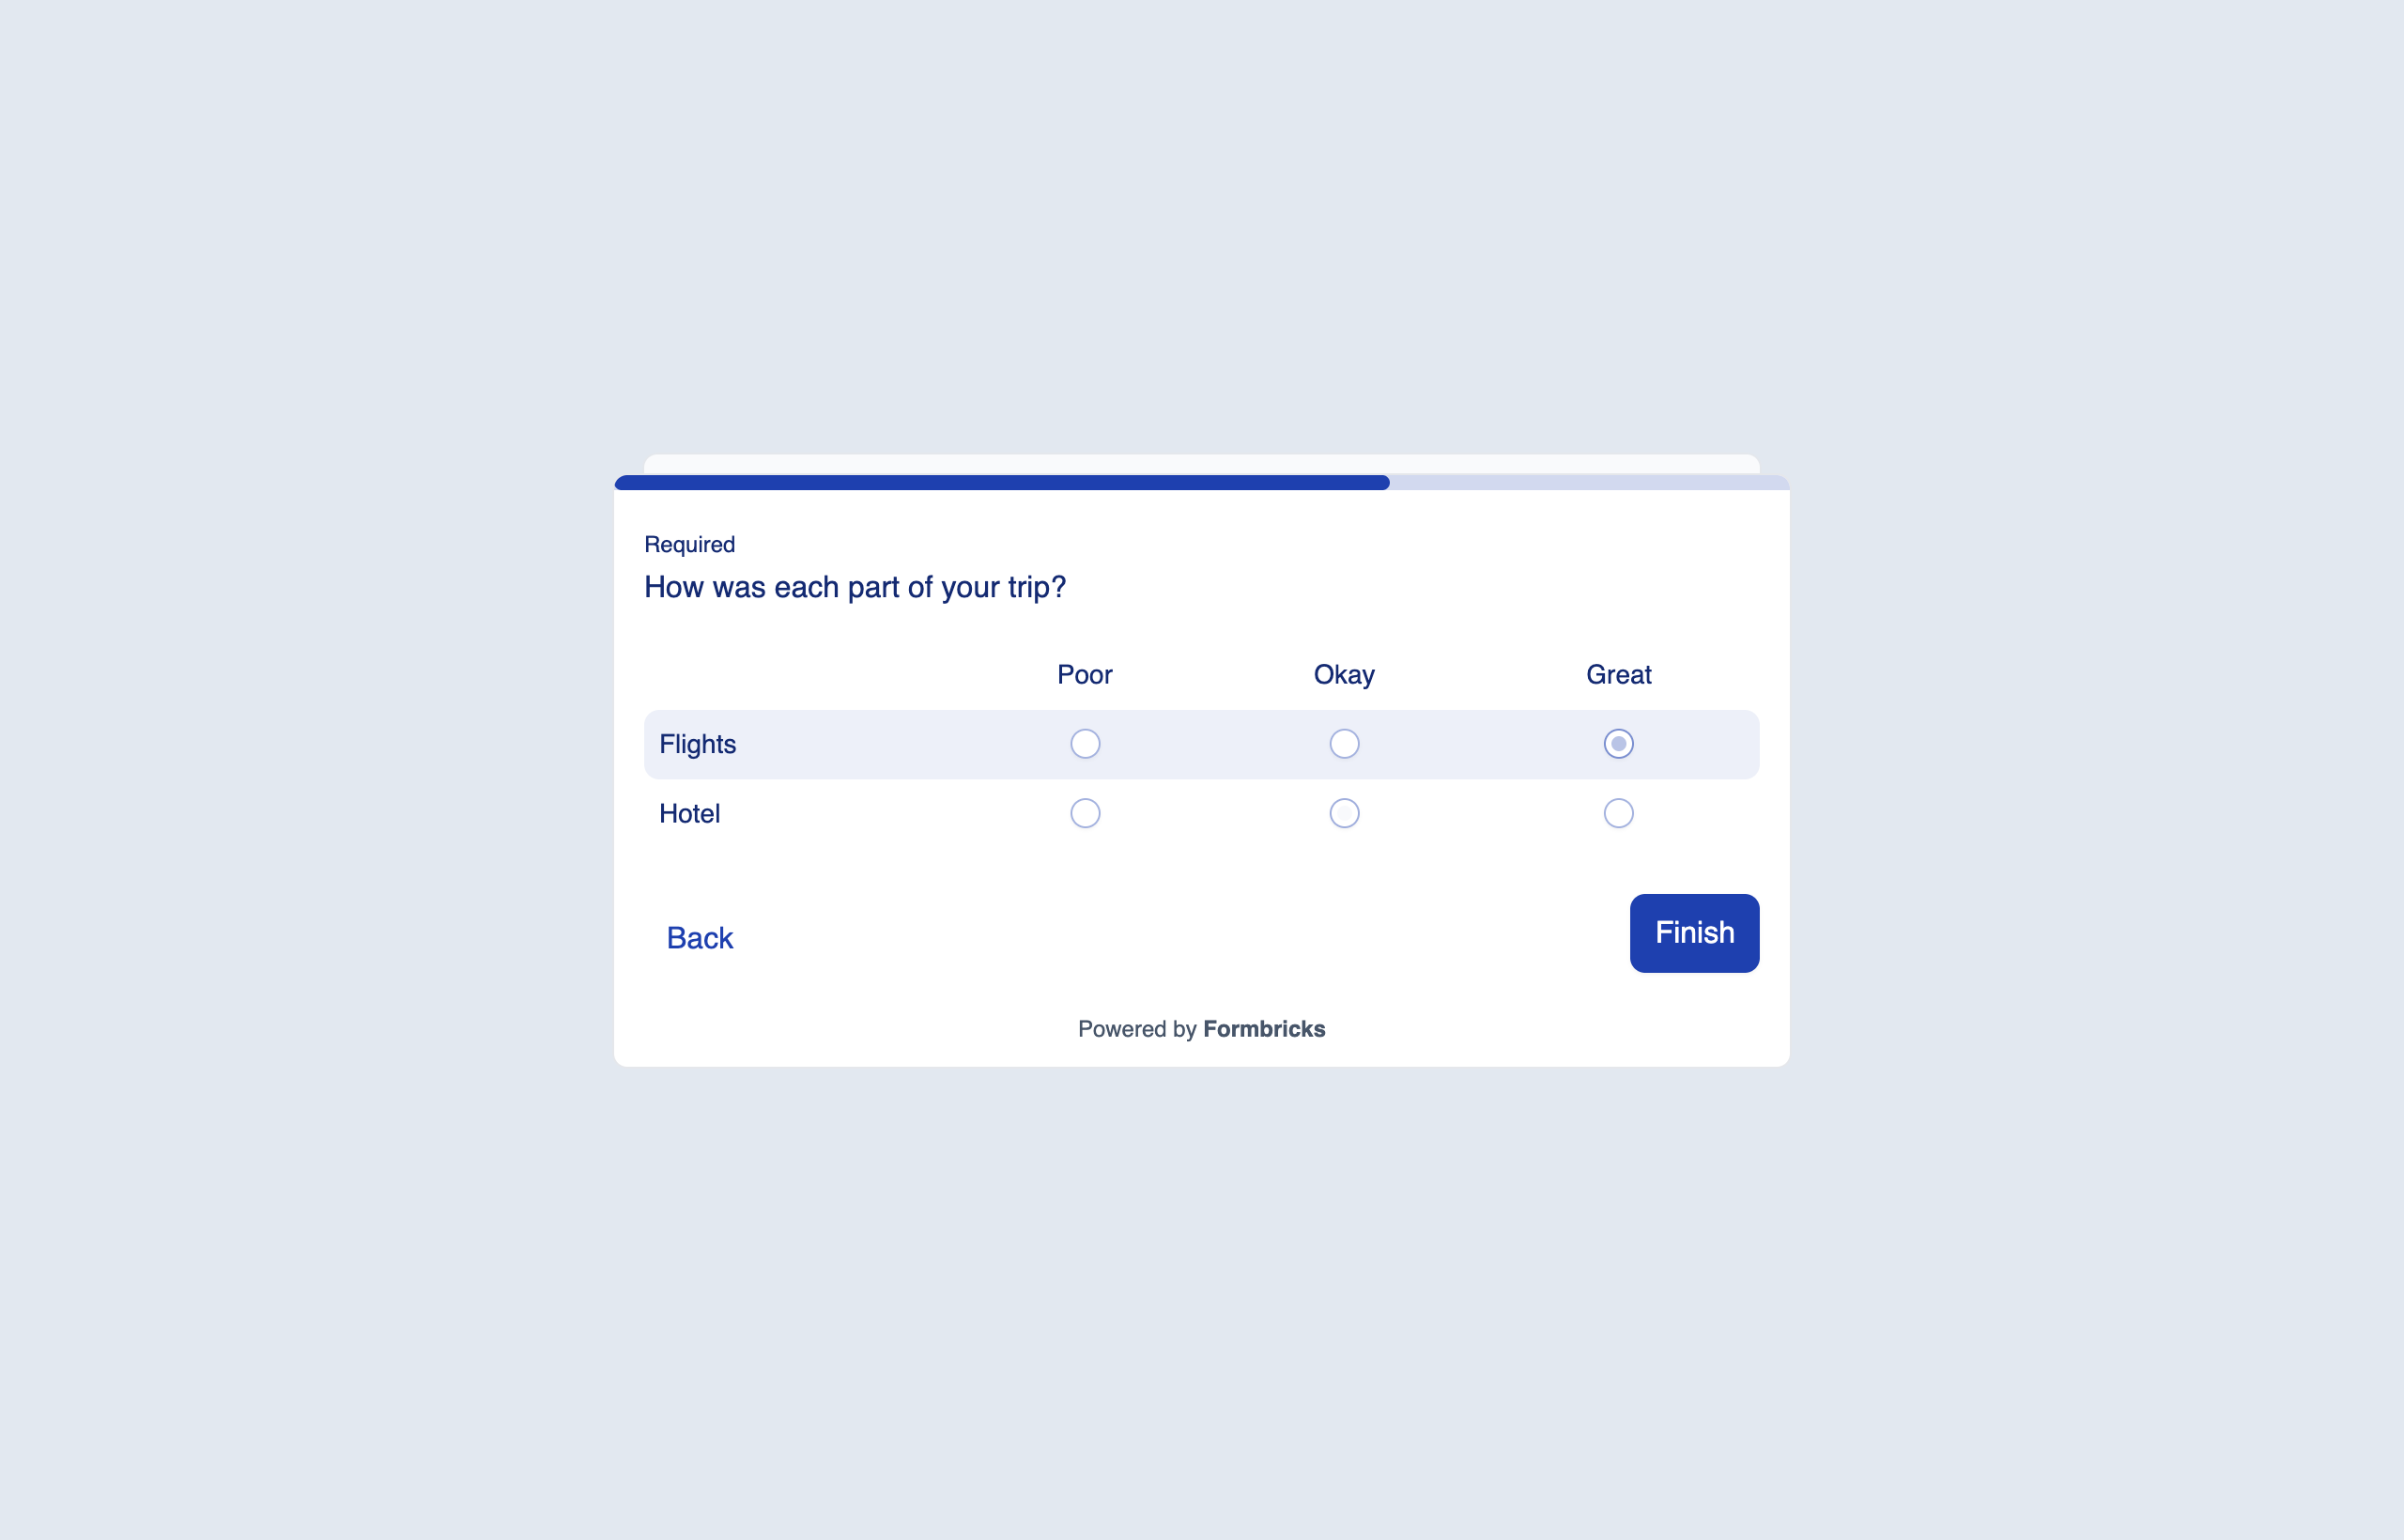 Required
How was each part of your trip?
Poor Okay Great
Flights
Hotel
Back
Finish
Powered by Formbricks